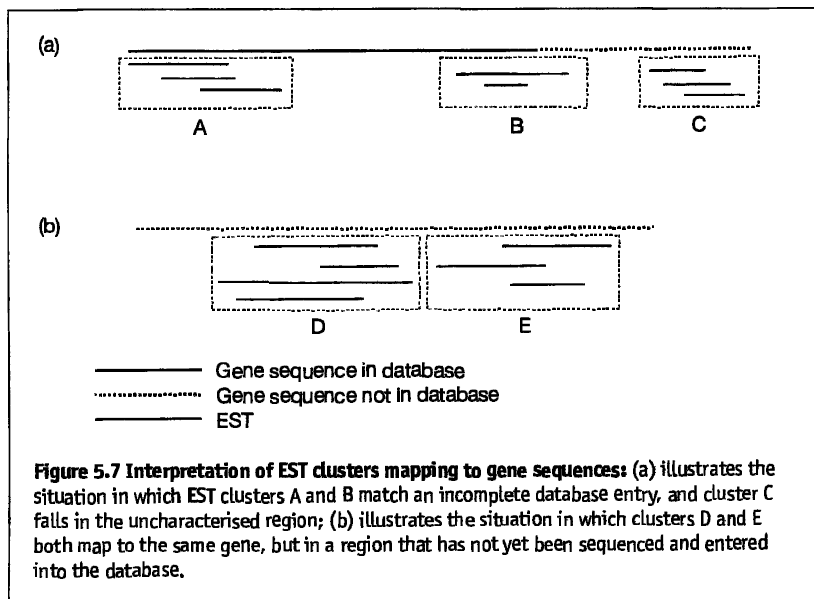 (a)
A
B
C
(b)
D
E
Gene sequence in database
Gene sequence not in database
EST
Figure 5.7 Interpretation of EST clusters mapping to gene sequences: (a) illustrates the
situation in which EST clusters A and B match an incomplete database entry, and cluster C
falls in the uncharacterised region; (b) illustrates the situation in which clusters D and E
both map to the same gene, but in a region that has not yet been sequenced and entered
into the database.